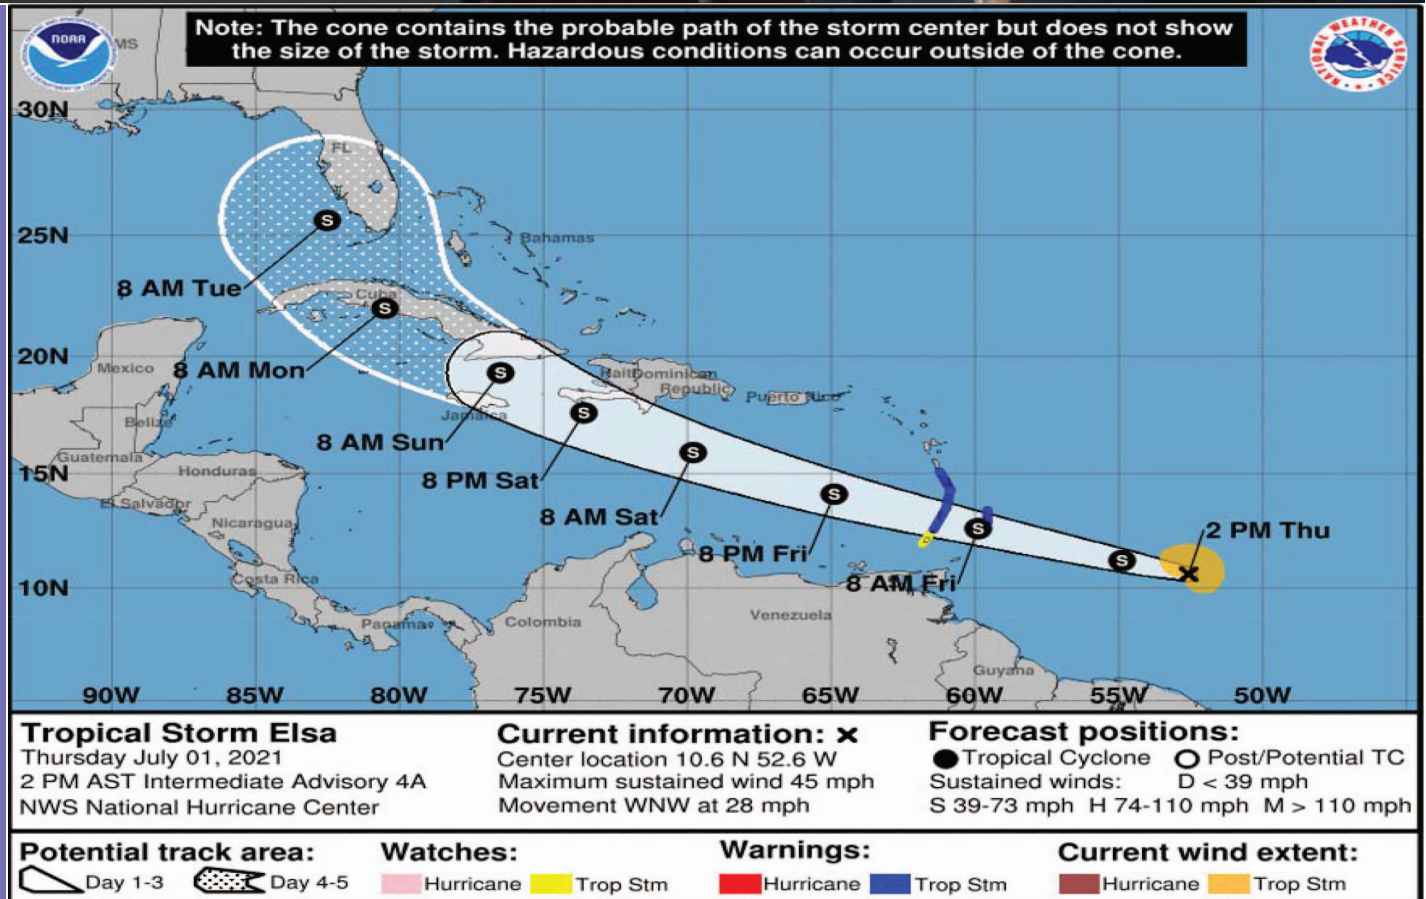 Note: The cone contains the probable path of the storm center but does not show
the size of the storm. Hazardous conditions can occur outside of the cone.
NOAA
NATIONAL WEATHER SERVICE
MS
30N
FL
25N
Bahamas
8 AM Tue
Cuba
20N
Mexico
8 AM Mon
Haiti
Dominican
Republic
Puerto Rico
Jamaica
Belize
8 AM Sun
Guatemala
15N
Honduras
8 PM Sat
El Salvador
8 AM Sat
Nicaragua
2 PM Thu
8 PM Fri
8 AM Fri
10N
Costa Rica
Panama
Colombia
Venezuela
Guyana
S
S
S
S
S
S
S
S
90W 85W 80W 75W 70W 65W 60W 55W 50W
Tropical Storm Elsa
Thursday July 01, 2021
2 PM AST Intermediate Advisory 4A
NWS National Hurricane Center
Current information: x
Center location 10.6 N 52.6 W
Maximum sustained wind 45 mph
Movement WNW at 28 mph
Forecast positions:
Tropical Cyclone Post/Potential TC
Sustained winds: D < 39 mph
S 39-73 mph H 74-110 mph M > 110 mph
Potential track area:
Day 1-3 Day 4-5
Watches:
Hurricane Trop Stm
Warnings:
Hurricane Trop Stm
Current wind extent:
Hurricane Trop Stm